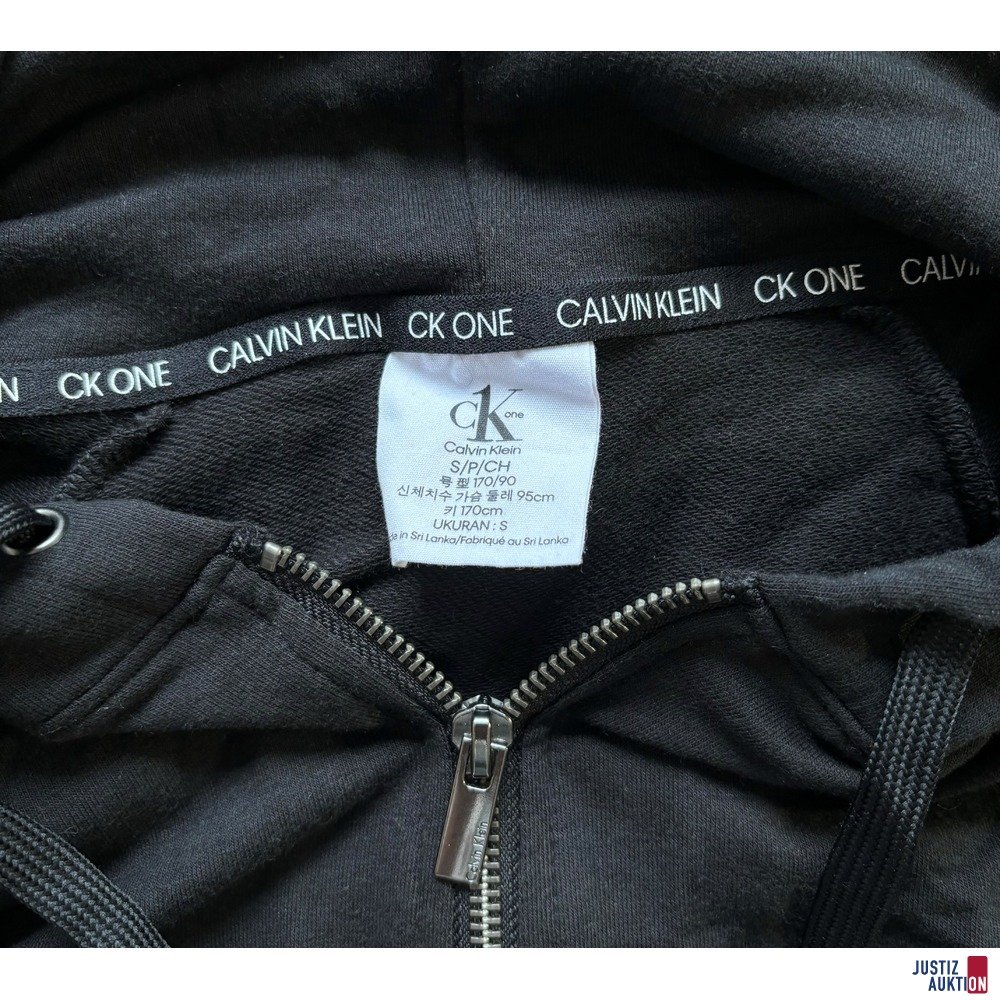 N CK ONE CALVIN KLEIN CK ONE CALVIN KLEIN CK ONE CALVI
cK one
Calvin Klein
S/P/CH
号型 170/90
신체치수 가슴 둘레 95cm
키 170cm
UKURAN : S
in Sri Lanka/Fabriqué au Sri Lanka
Calvin Klein
JUSTIZ
AUKTION